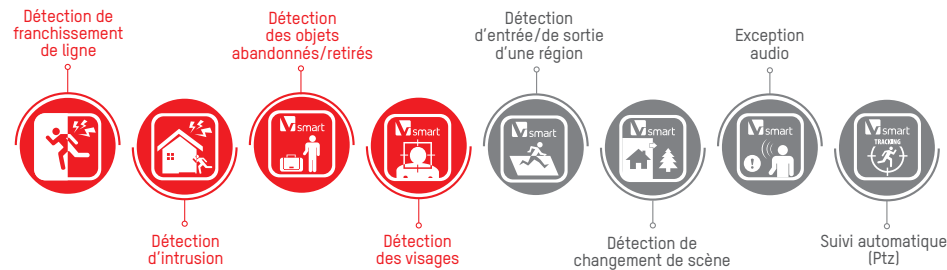 Détection de
franchissement
de ligne
Détection
des objets
abandonnés/retirés
Détection
d'entrée/de sortie
d'une région
Exception
audio
smart
smart
smart
smart
smart
smart
TRACKING
Détection
d'intrusion
Détection
des visages
Détection de
changement de scène
Suivi automatique
(Ptz)